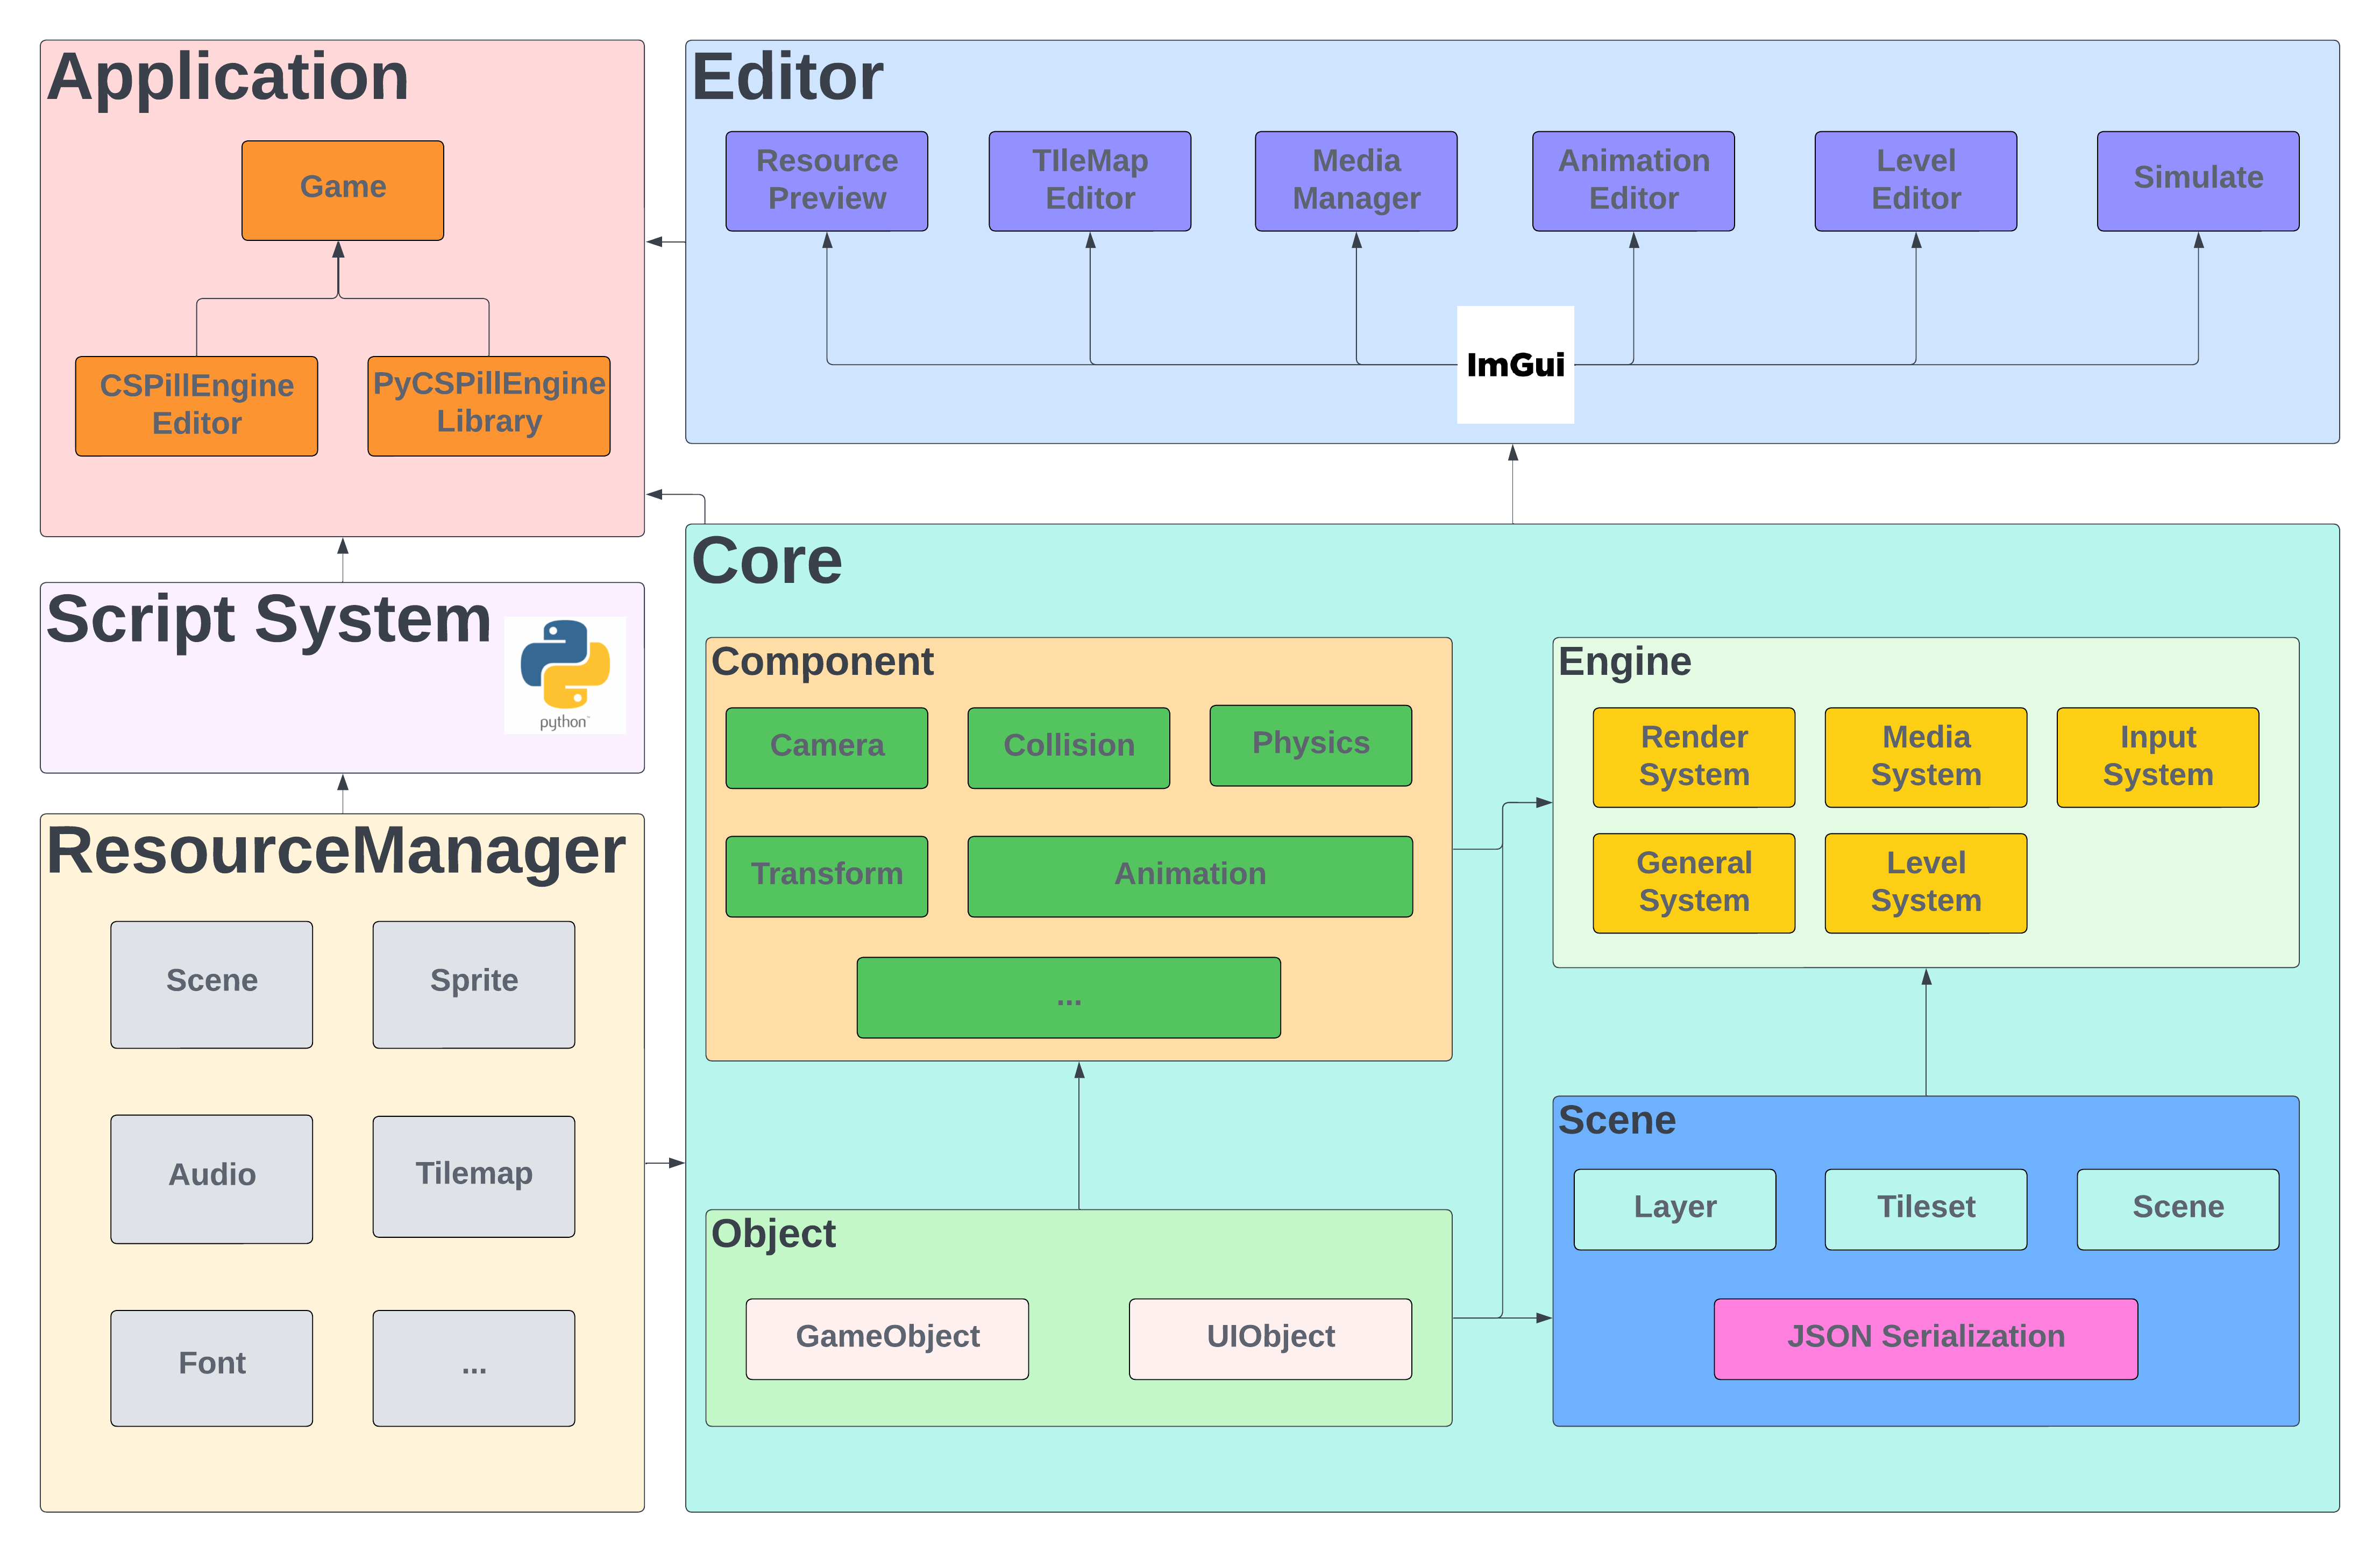 Application
Game
CSPillEngine
Editor
PyCSPillEngine
Library
Editor
Resource
Preview
TIleMap
Editor
Media
Manager
Animation
Editor
Level
Editor
Simulate
ImGui
Script System
python™
ResourceManager
Scene
Sprite
Audio
Tilemap
Font
...
Core
Component
Camera
Collision
Physics
Transform
Animation
...
Engine
Render
System
Media
System
Input
System
General
System
Level
System
Object
GameObject
UIObject
Scene
Layer
Tileset
Scene
JSON Serialization